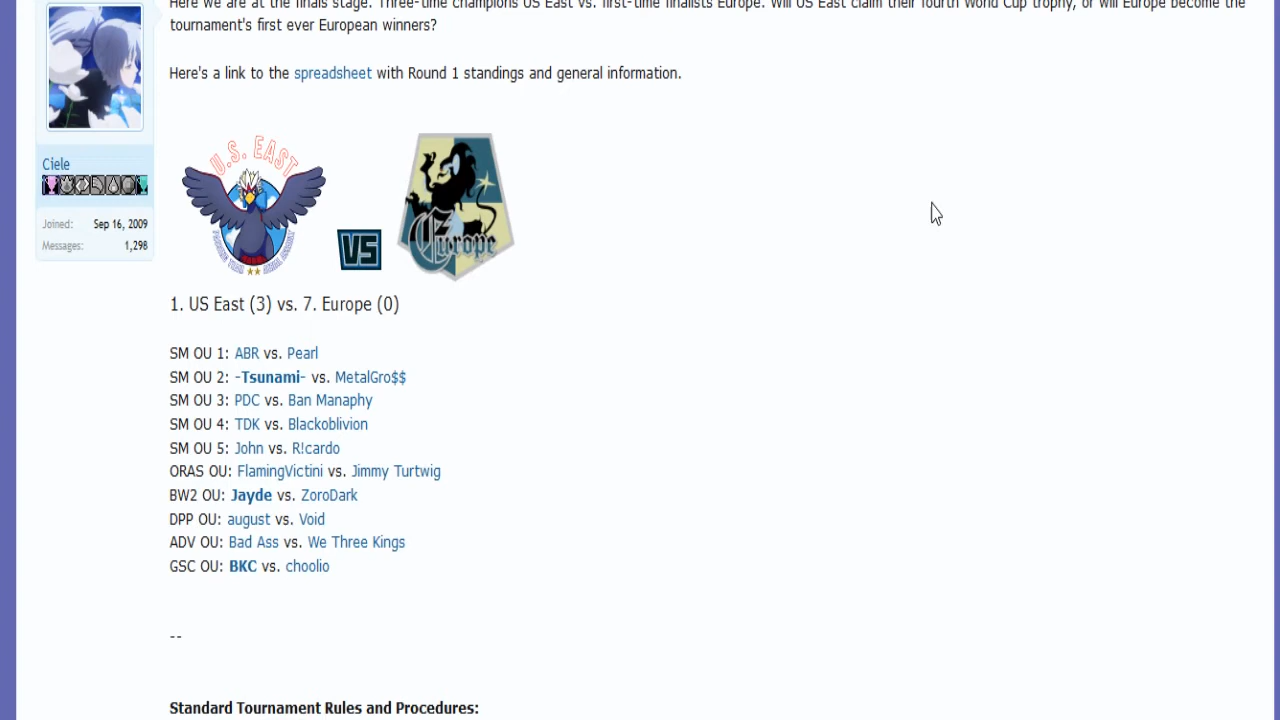 Here we are at the finals stage. Three-time champions US East vs. first-time finalists Europe. Will US East claim their fourth World Cup trophy, or will Europe become the
tournament's first ever European winners?
Here's a link to the spreadsheet with Round 1 standings and general information.
U.S. EAST
VS
Europe
Ciele
Joined: Sep 16, 2009
Messages: 1,298
1. US East (3) vs. 7. Europe (0)
SM OU 1: ABR vs. Pearl
SM OU 2: -Tsunami- vs. MetalGro$$
SM OU 3: PDC vs. Ban Manaphy
SM OU 4: TDK vs. Blackoblivion
SM OU 5: John vs. R!cardo
ORAS OU: FlamingVictini vs. Jimmy Turtwig
BW2 OU: Jayde vs. ZoroDark
DPP OU: august vs. Void
ADV OU: Bad Ass vs. We Three Kings
GSC OU: BKC vs. choolio
--
Standard Tournament Rules and Procedures: